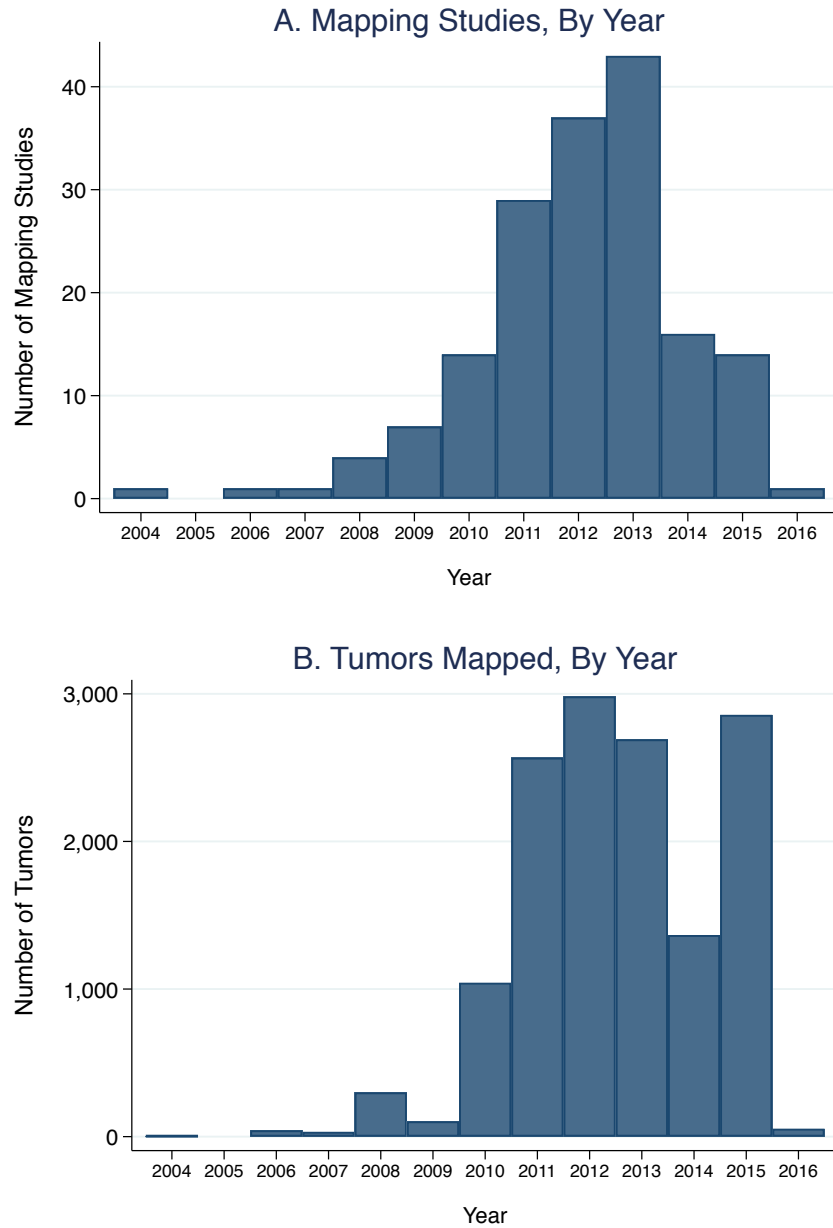 A. Mapping Studies, By Year
Number of Mapping Studies
40
30
20
10
0
2004 2005 2006 2007 2008 2009 2010 2011 2012 2013 2014 2015 2016
Year
B. Tumors Mapped, By Year
Number of Tumors
3,000
2,000
1,000
0
2004 2005 2006 2007 2008 2009 2010 2011 2012 2013 2014 2015 2016
Year